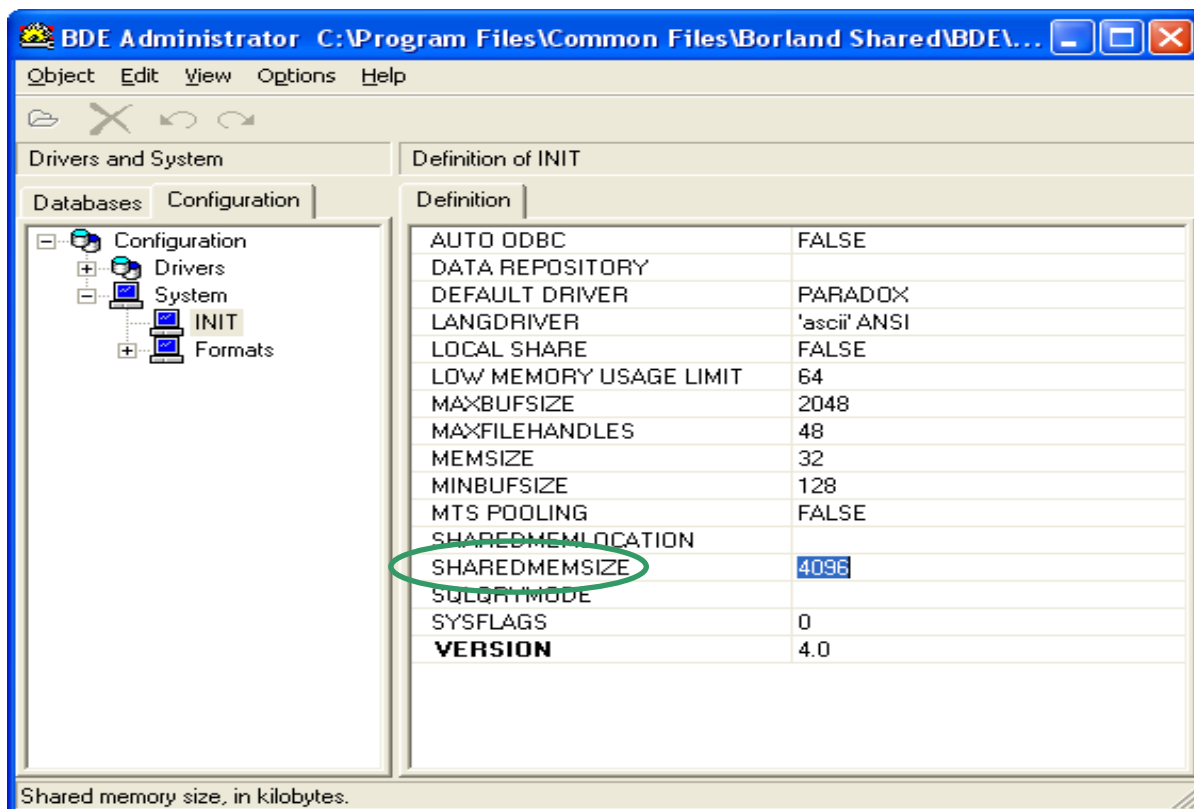 BDE Administrator C:\Program Files\Common Files\Borland Shared\BDE\...
Object Edit View Options Help
Drivers and System
Definition of INIT
Databases Configuration
Definition
Configuration
Drivers
System
INIT
Formats
AUTO ODBC FALSE
DATA REPOSITORY
DEFAULT DRIVER PARADOX
LANGDRIVER 'ascii' ANSI
LOCAL SHARE FALSE
LOW MEMORY USAGE LIMIT 64
MAXBUFSIZE 2048
MAXFILEHANDLES 48
MEMSIZE 32
MINBUFSIZE 128
MTS POOLING FALSE
SHAREDMEMLOCATION
SHAREDMEMSIZE 4096
SQLQRYMODE
SYSFLAGS 0
VERSION 4.0
Shared memory size, in kilobytes.